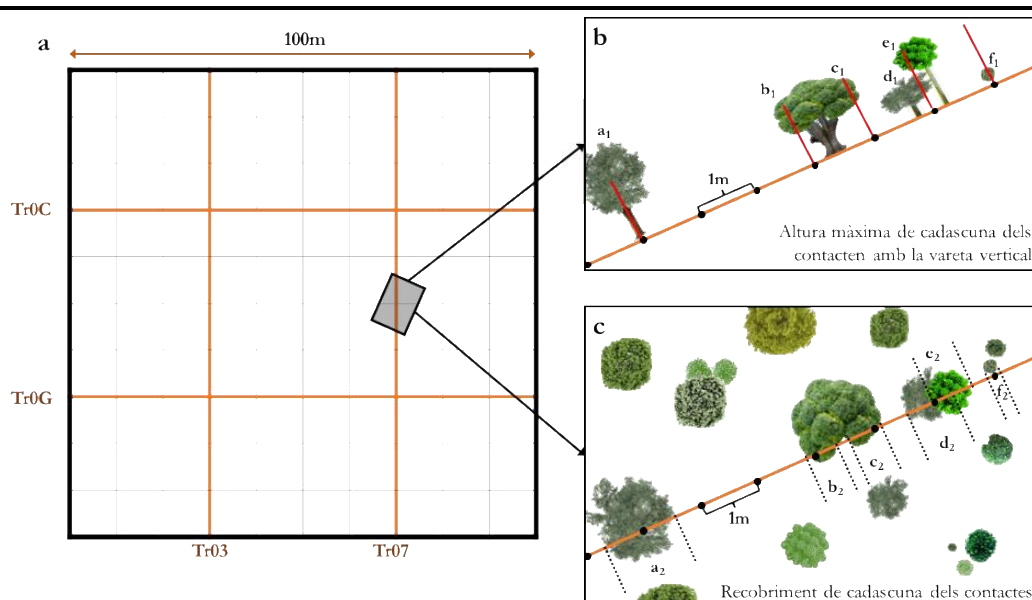 a
100m
Tr0C
Tr0G
Tr03
Tr07
b
a₁
b₁
c₁
d₁
e₁
f₁
1m
Altura màxima de cadascuna dels
contacten amb la vareta vertical
c
a₂
b₂
c₂
d₂
c₂
f₂
1m
Recobriment de cadascuna dels contactes